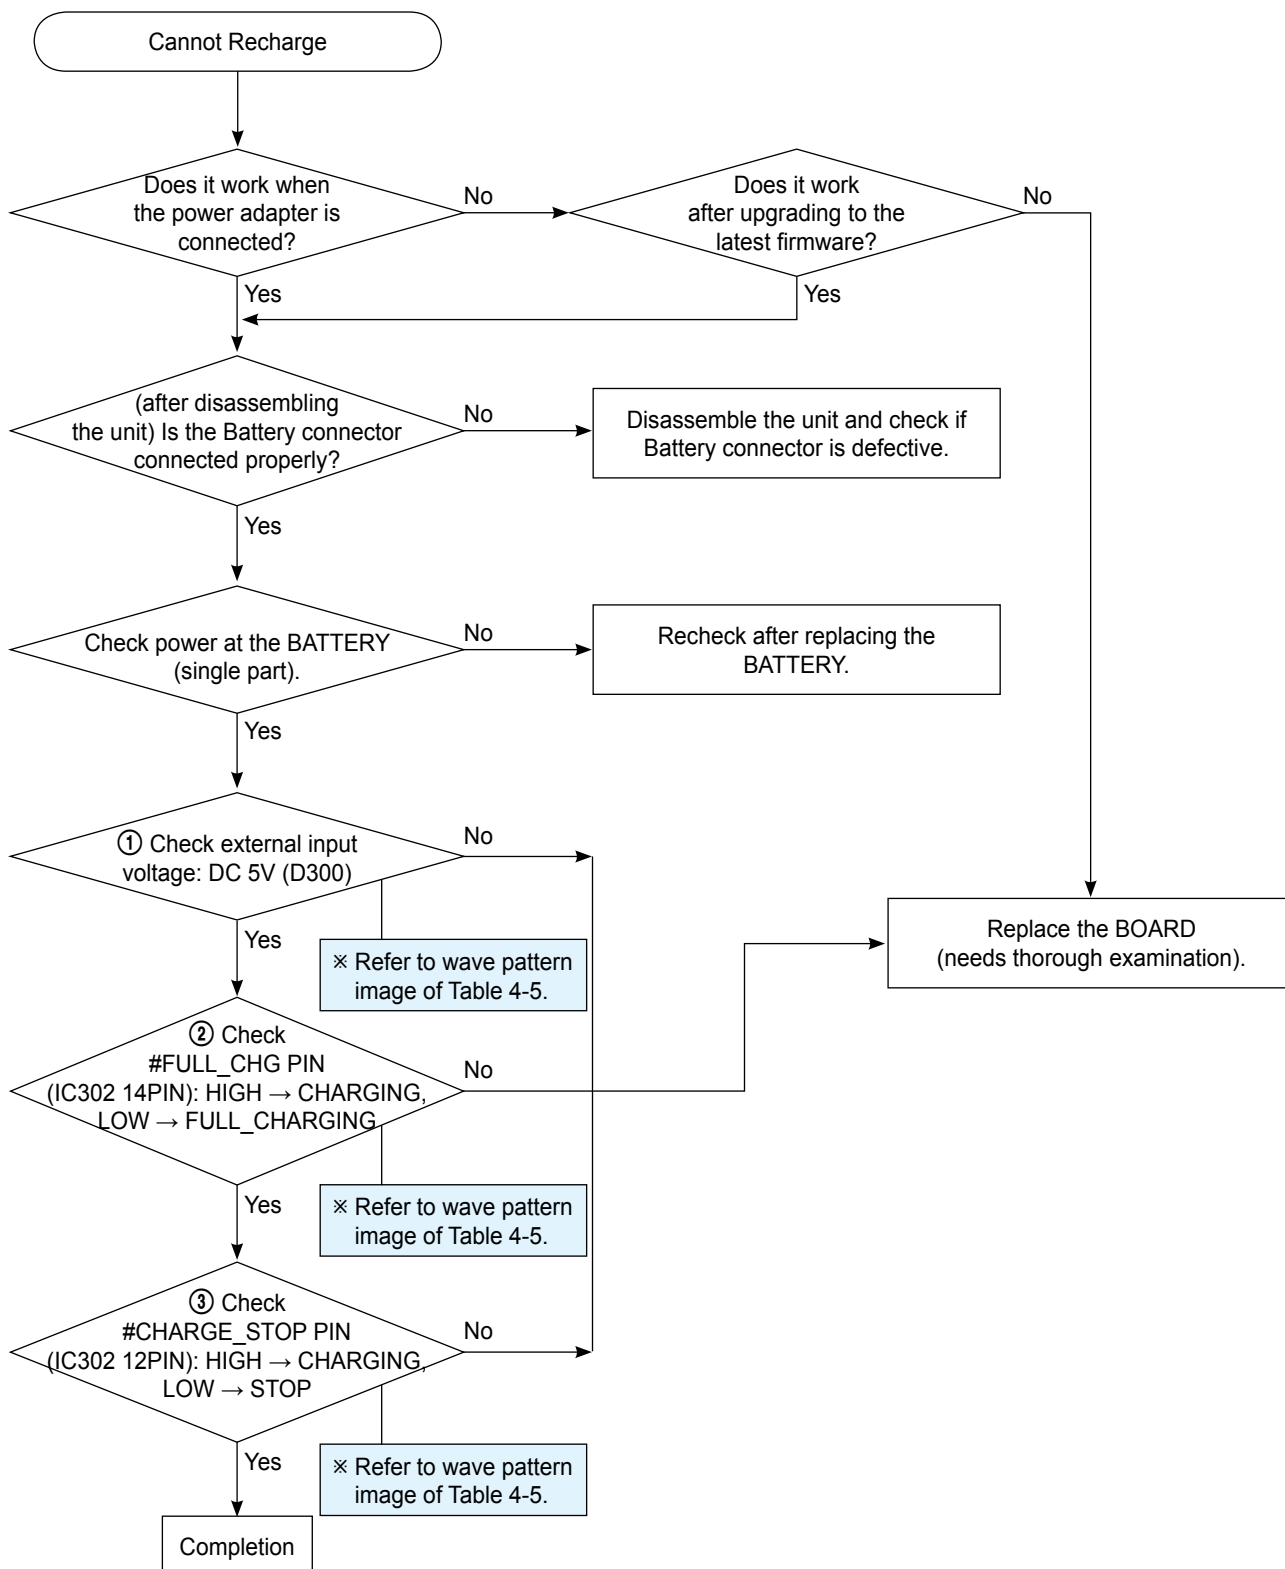 Cannot Recharge
Does it work when
the power adapter is
connected?
No
Does it work
after upgrading to the
latest firmware?
No
Yes
Yes
(after disassembling
the unit) Is the Battery connector
connected properly?
No
Disassemble the unit and check if
Battery connector is defective.
Yes
Check power at the BATTERY
(single part).
No
Recheck after replacing the
BATTERY.
Yes
① Check external input
voltage: DC 5V (D300)
No
Yes
※ Refer to wave pattern
image of Table 4-5.
Replace the BOARD
(needs thorough examination).
② Check
#FULL_CHG PIN
(IC302 14PIN): HIGH → CHARGING,
LOW → FULL_CHARGING
No
Yes
※ Refer to wave pattern
image of Table 4-5.
③ Check
#CHARGE_STOP PIN
(IC302 12PIN): HIGH → CHARGING,
LOW → STOP
No
Yes
※ Refer to wave pattern
image of Table 4-5.
Completion